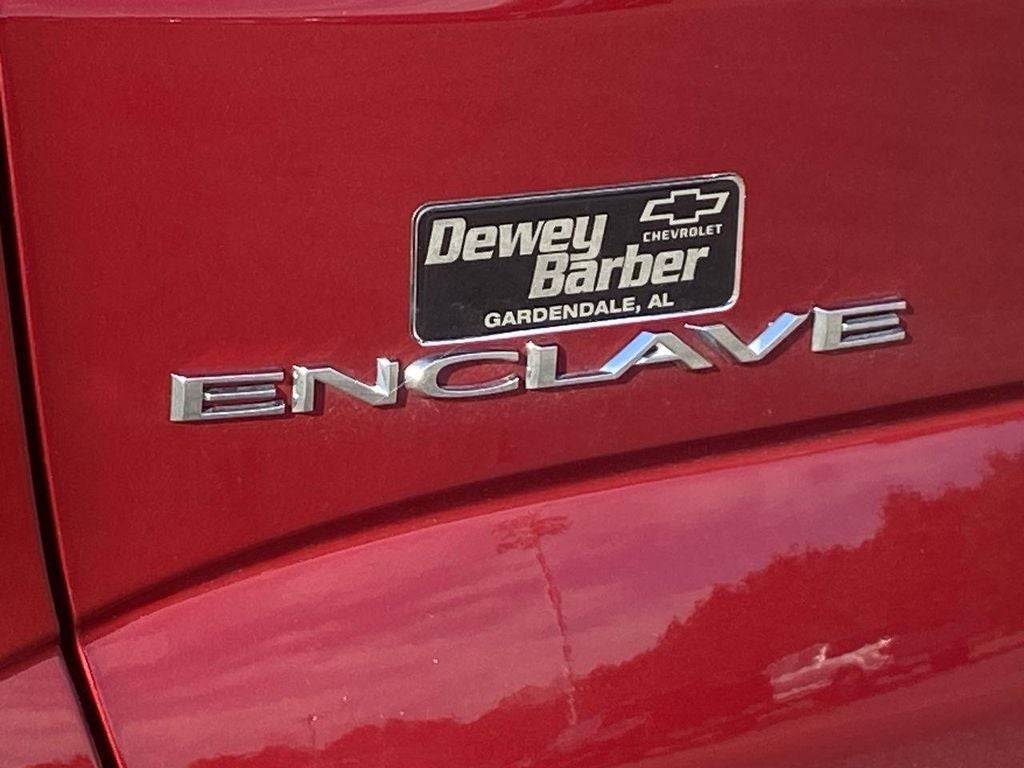 Dewey
CHEVROLET
Barber
GARDENDALE, AL
ENCLAVE